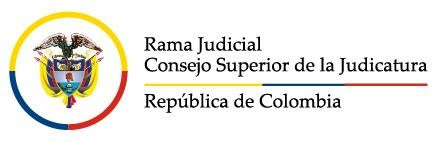 Rama Judicial
Consejo Superior de la Judicatura
República de Colombia